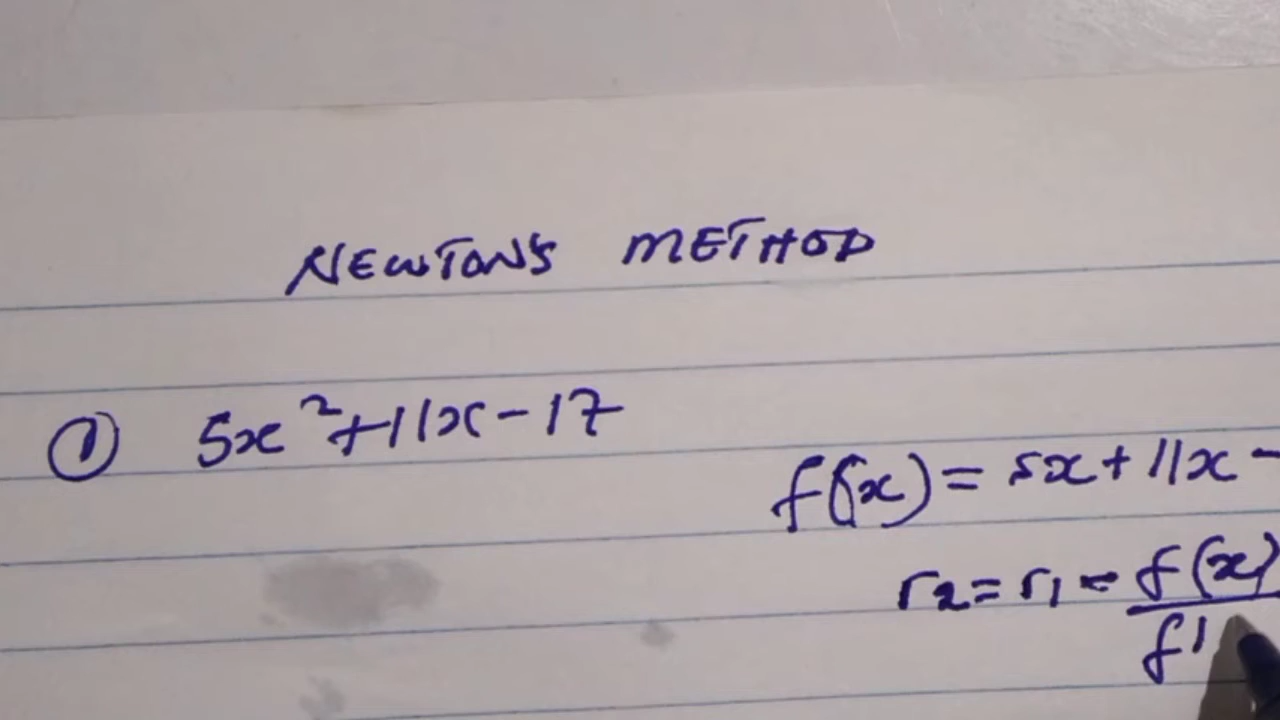 NEWTON'S METHOD
① 5x²+11x-17
f(x) = 5x+11x-
r₂=r₁-f(x)/f'